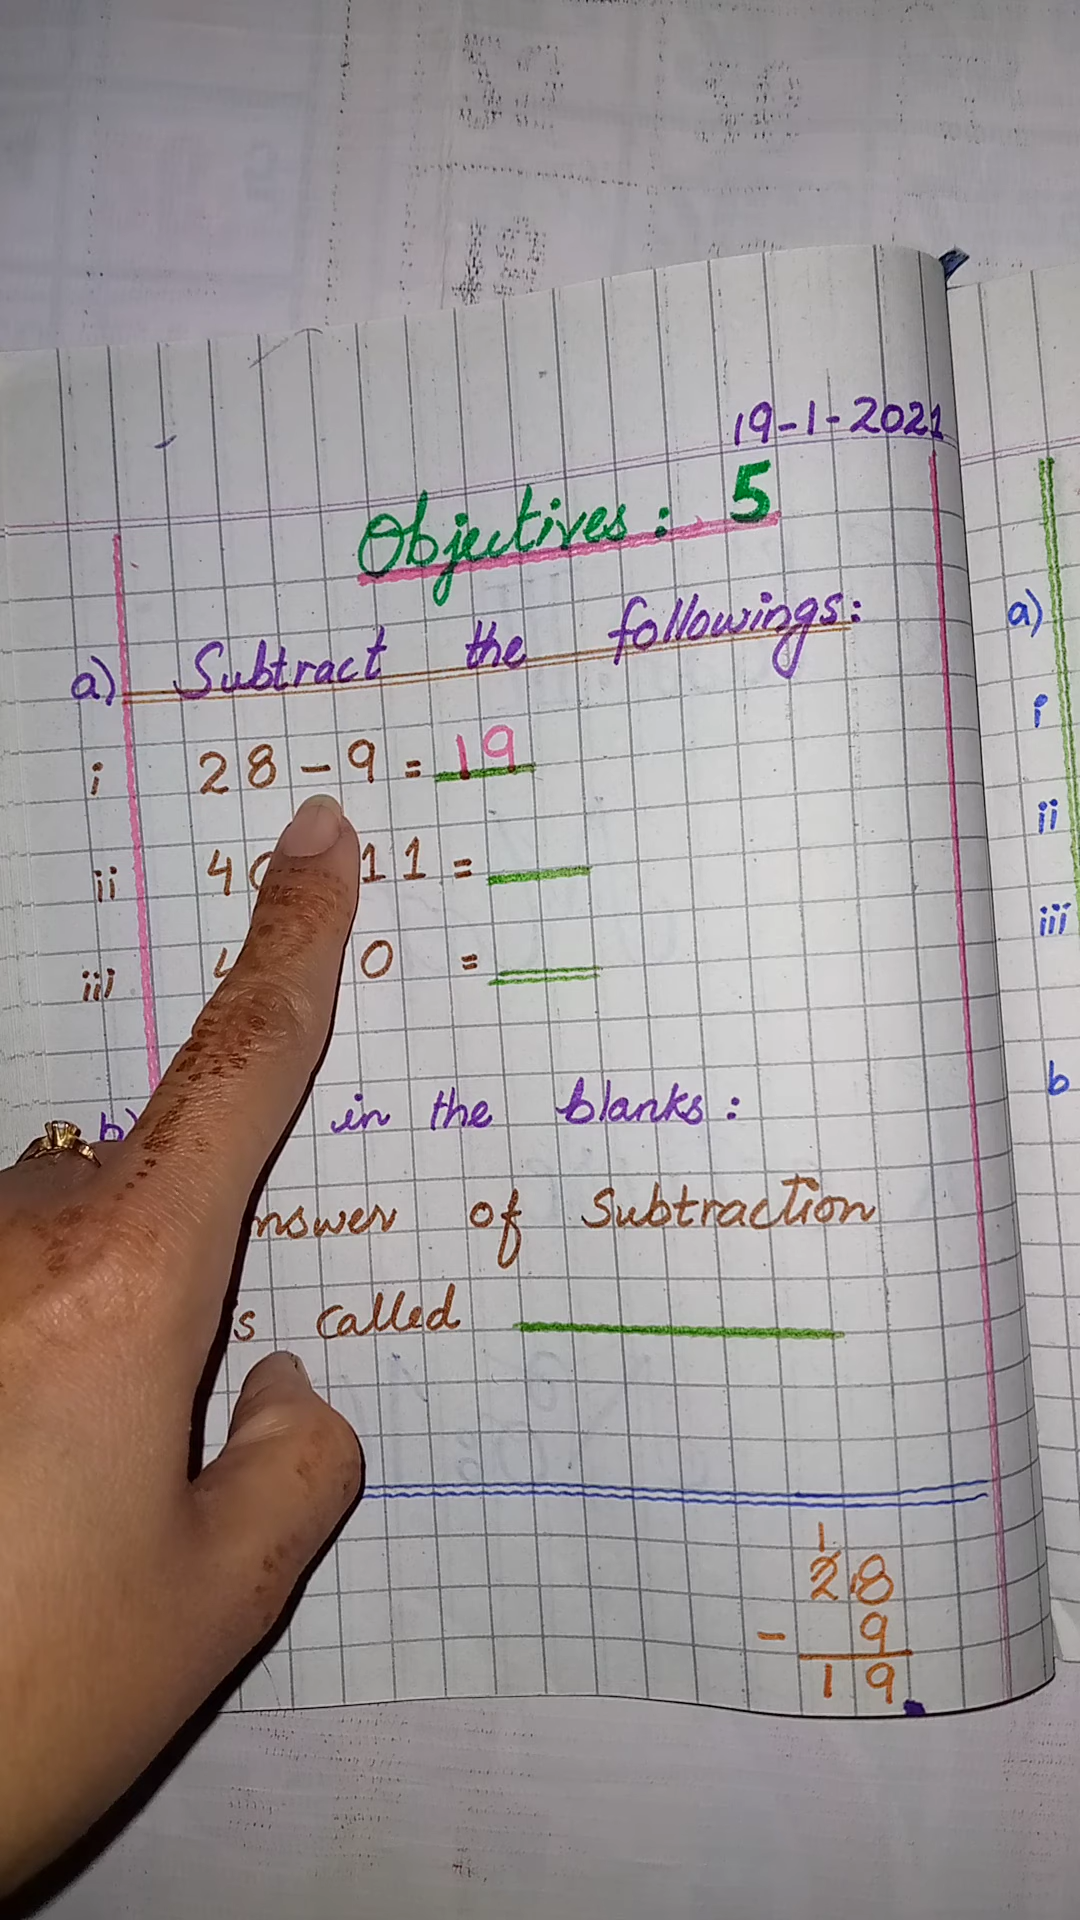 19-1-2021
Objectives: 5
a) Subtract the followings:
i 28 - 9 = 19
ii 11 =
iii 0 =
b) in the blanks:
of Subtraction
called
1
28
- 9
19
a)
i
ii
iii
b